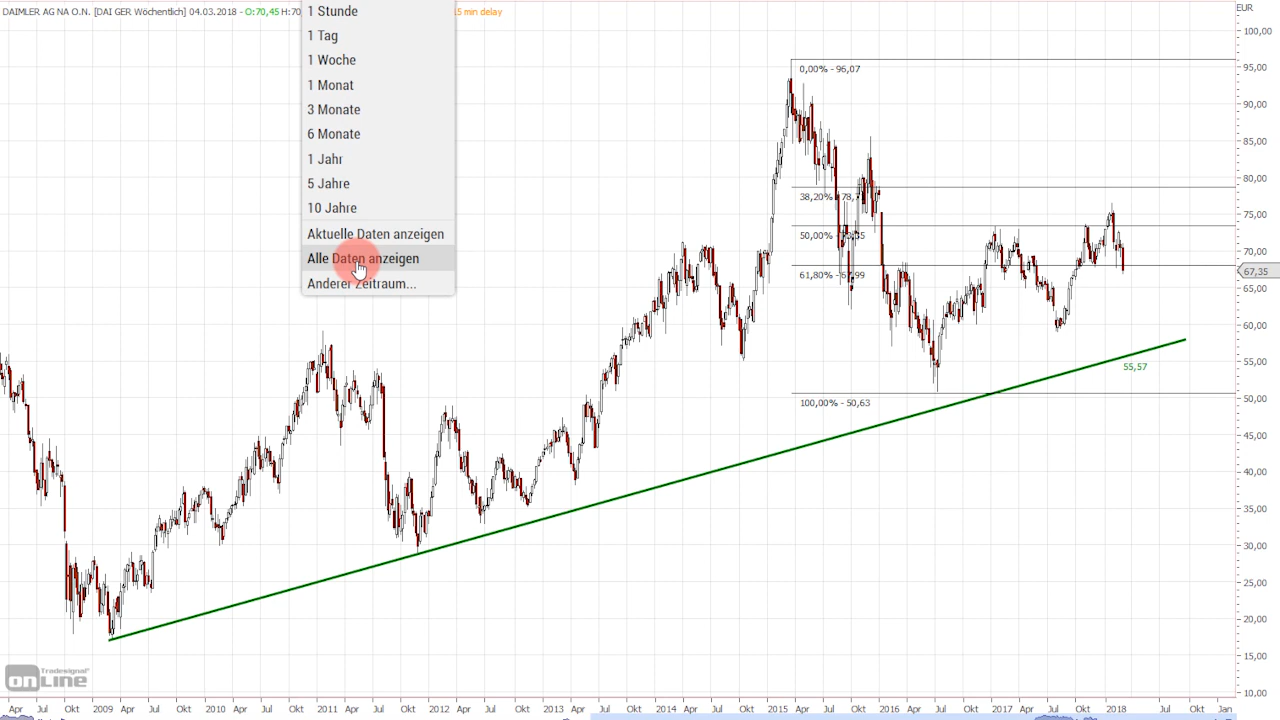 DAIMLER AG NA O.N. [DAI GER Wöchentlich] 04.03.2018 - O:70,45 H:70
5 min delay
EUR
1 Stunde
1 Tag
1 Woche
1 Monat
3 Monate
6 Monate
1 Jahr
5 Jahre
10 Jahre
Aktuelle Daten anzeigen
Alle Daten anzeigen
Anderer Zeitraum...
0,00% - 96,07
38,20% - 78,7
50,00% -
61,80% -
100,00% - 50,63
55,57
100,00
95,00
90,00
85,00
80,00
75,00
70,00
67,35
65,00
60,00
55,00
50,00
45,00
40,00
35,00
30,00
25,00
20,00
15,00
10,00
Tradesignal
onLine
Apr Jul Okt 2009 Apr Jul Okt 2010 Apr Jul Okt 2011 Apr Jul Okt 2012 Apr Jul Okt 2013 Apr Jul Okt 2014 Apr Jul Okt 2015 Apr Jul Okt 2016 Apr Jul Okt 2017 Apr Jul Okt 2018 Jul Okt Jan